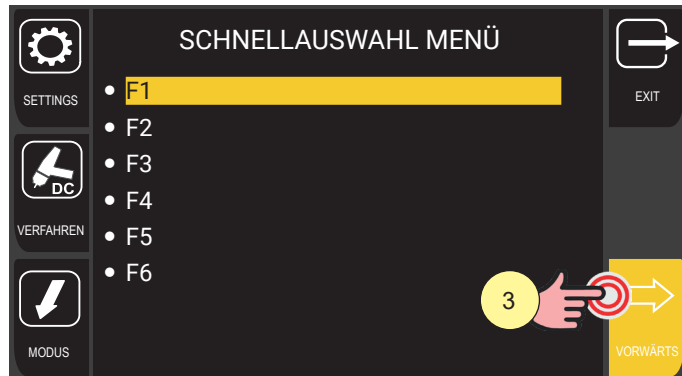 SCHNELLAUSWAHL MENÜ
SETTINGS
DC
VERFAHREN
MODUS
• F1
• F2
• F3
• F4
• F5
• F6
3
EXIT
VORWÄRTS